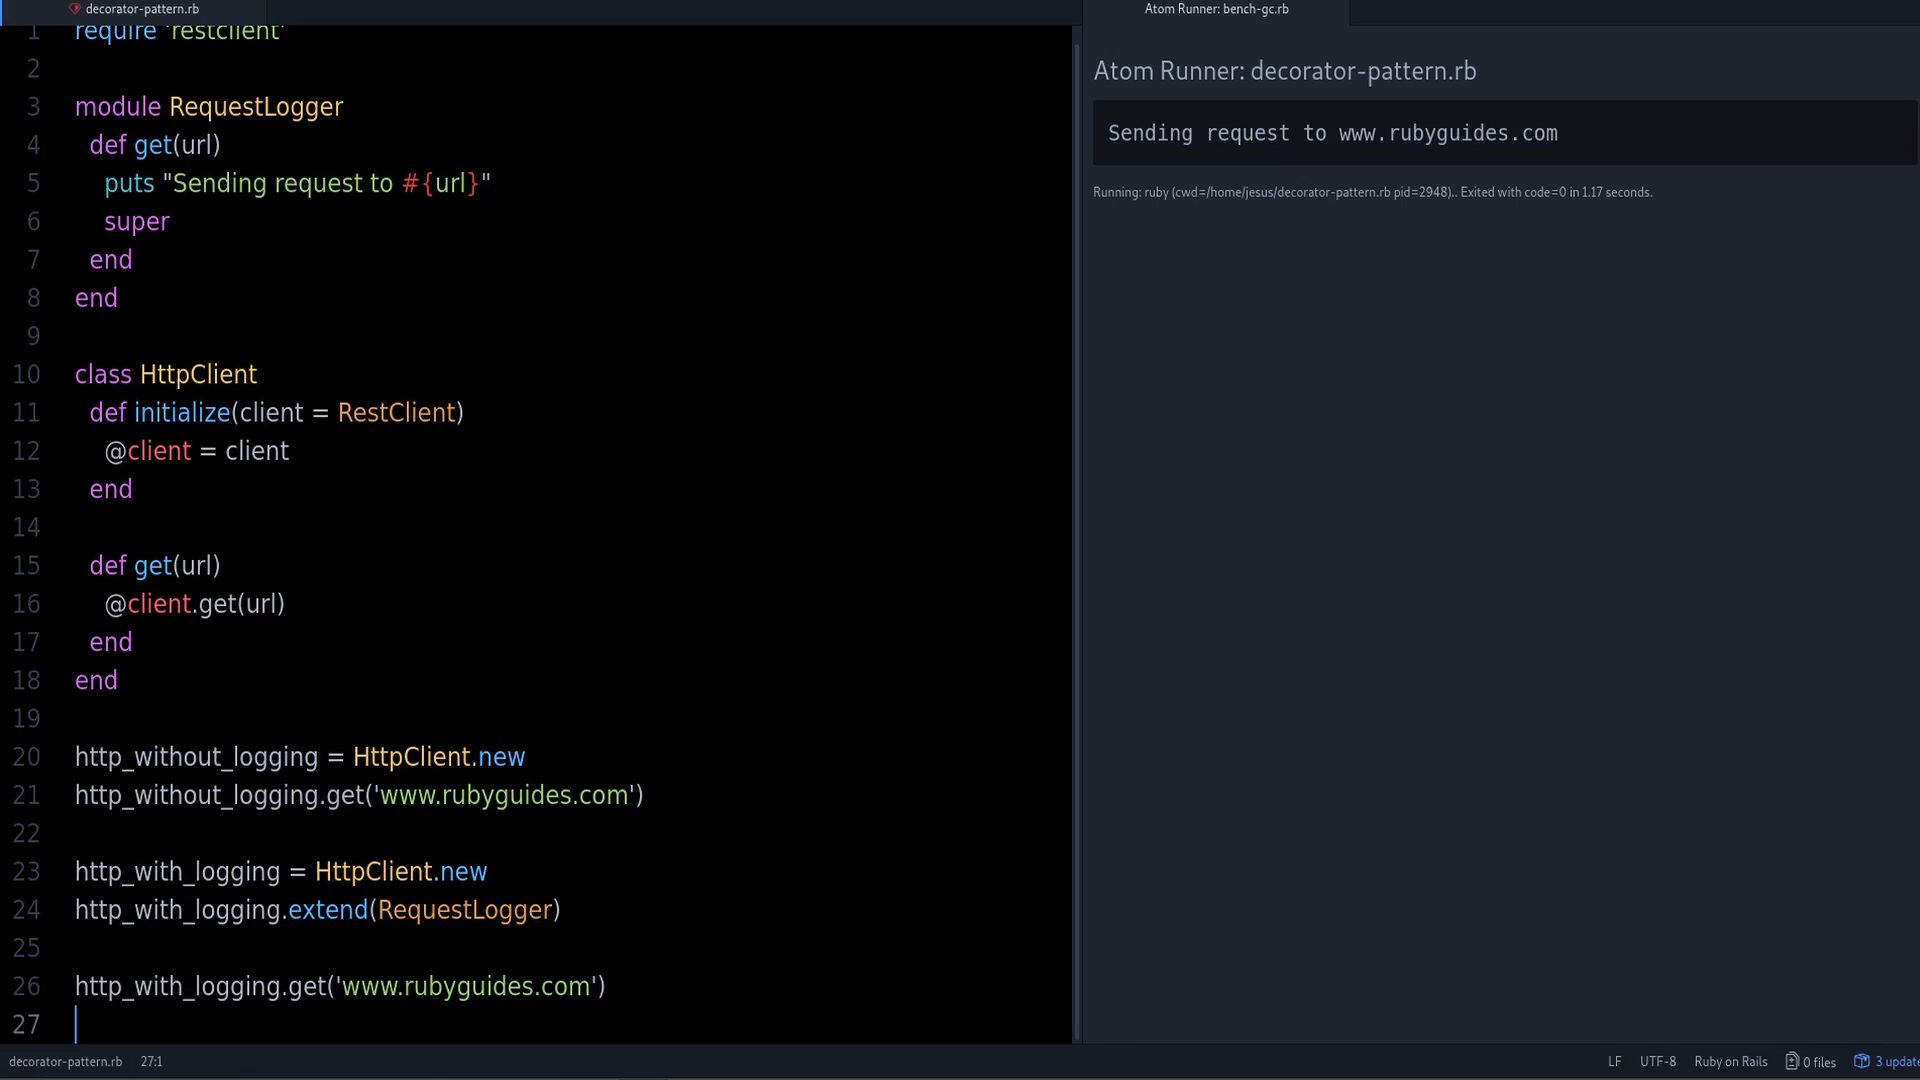 decorator-pattern.rb
Atom Runner: bench-gc.rb
1 require 'restclient'
2
3 module RequestLogger
4 def get(url)
5 puts "Sending request to #{url}"
6 super
7 end
8 end
9
10 class HttpClient
11 def initialize(client = RestClient)
12 @client = client
13 end
14
15 def get(url)
16 @client.get(url)
17 end
18 end
19
20 http_without_logging = HttpClient.new
21 http_without_logging.get('www.rubyguides.com')
22
23 http_with_logging = HttpClient.new
24 http_with_logging.extend(RequestLogger)
25
26 http_with_logging.get('www.rubyguides.com')
27
Atom Runner: decorator-pattern.rb
Sending request to www.rubyguides.com
Running: ruby (cwd=/home/jesus/decorator-pattern.rb pid=2948).. Exited with code=0 in 1.17 seconds.
decorator-pattern.rb 27:1
LF UTF-8 Ruby on Rails 0 files 3 update